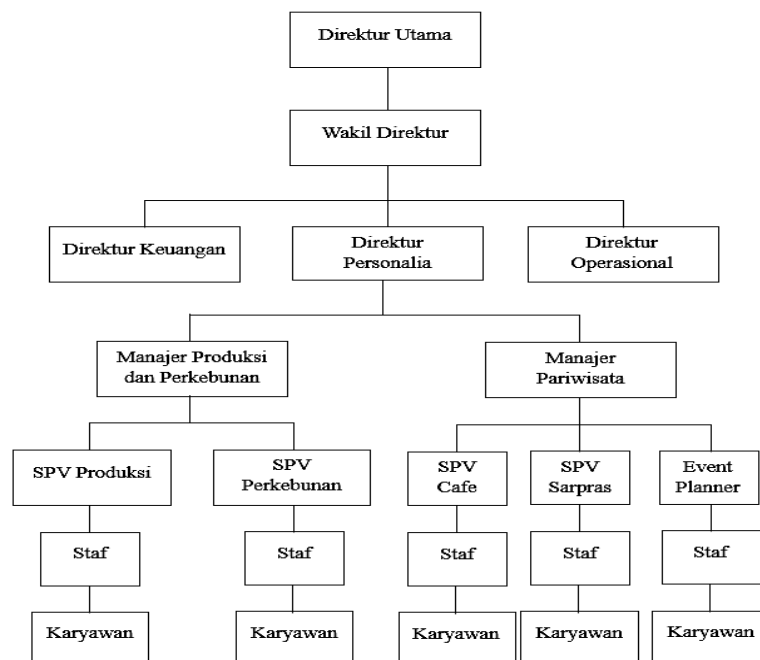 Direktur Utama
Wakil Direktur
Direktur Keuangan
Direktur
Personalia
Direktur
Operasional
Manajer Produksi
dan Perkebunan
Manajer
Pariwisata
SPV Produksi
SPV
Perkebunan
SPV
Cafe
SPV
Sarpras
Event
Planner
Staf
Staf
Staf
Staf
Staf
Karyawan
Karyawan
Karyawan
Karyawan
Karyawan